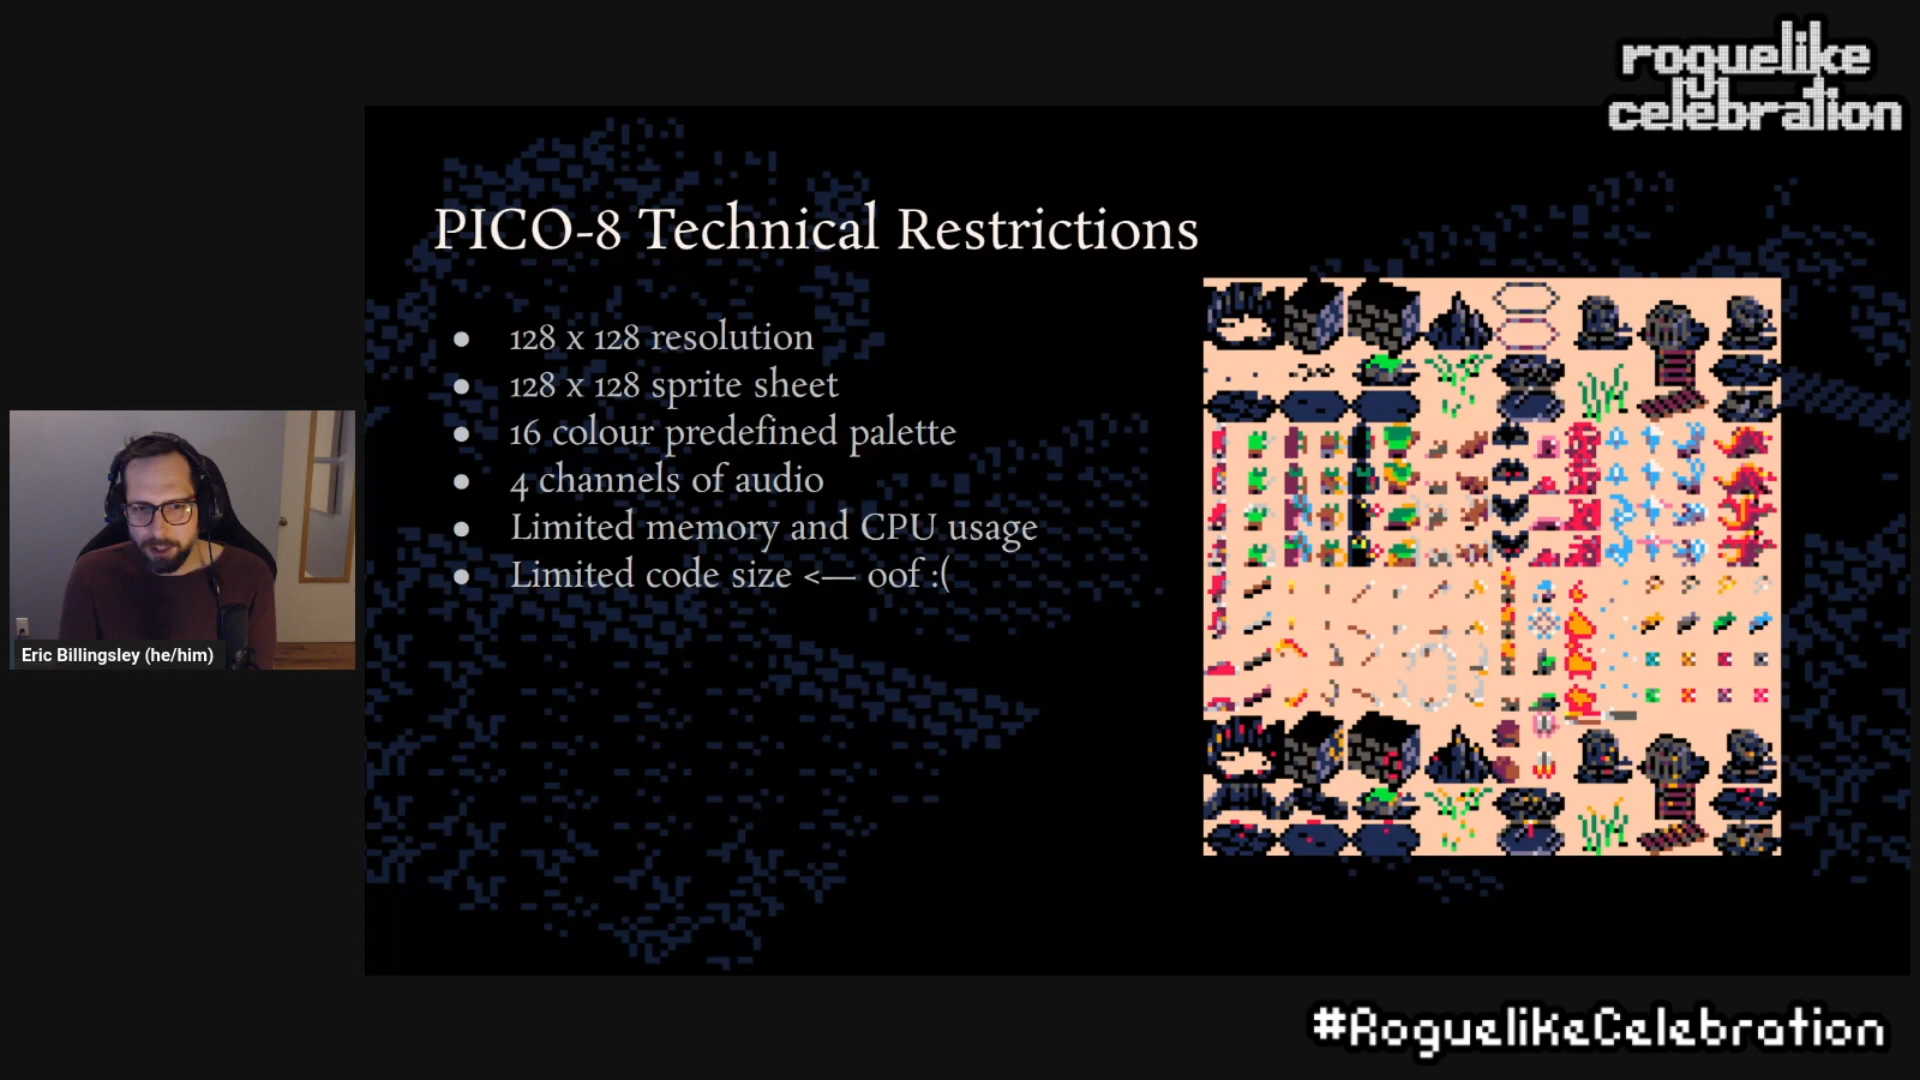 roguelike
celebration
PICO-8 Technical Restrictions
● 128 x 128 resolution
● 128 x 128 sprite sheet
● 16 colour predefined palette
● 4 channels of audio
● Limited memory and CPU usage
● Limited code size <— oof :(
Eric Billingsley (he/him)
#RoguelikeCelebration